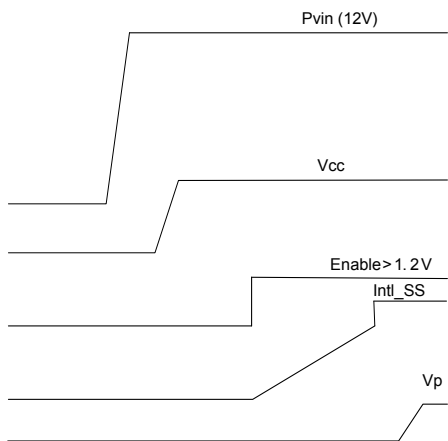 Pvin (12V)
Vcc
Enable>1.2V
Intl_SS
Vp